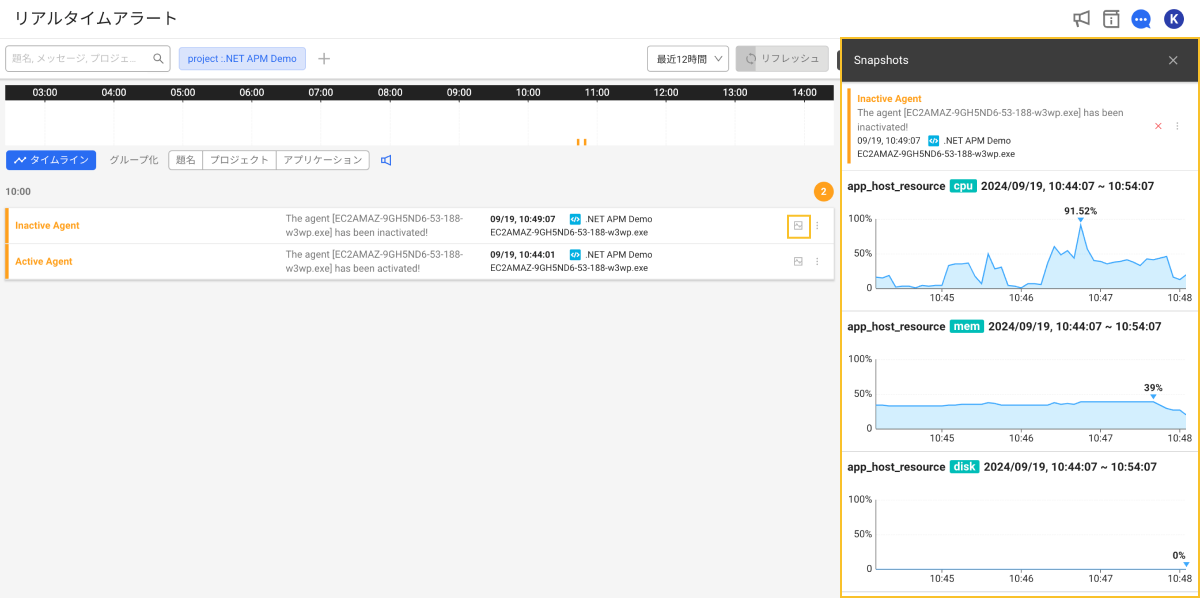 リアルタイムアラート
K
題名, メッセージ, プロジェ...
project :.NET APM Demo
最近12時間
リフレッシュ
03:00 04:00 05:00 06:00 07:00 08:00 09:00 10:00 11:00 12:00 13:00 14:00
タイムライン グループ化 題名 プロジェクト アプリケーション
10:00
2
Inactive Agent
The agent [EC2AMAZ-9GH5ND6-53-188-
w3wp.exe] has been inactivated!
09/19, 10:49:07 .NET APM Demo
EC2AMAZ-9GH5ND6-53-188-w3wp.exe
Active Agent
The agent [EC2AMAZ-9GH5ND6-53-188-
w3wp.exe] has been activated!
09/19, 10:44:01 .NET APM Demo
EC2AMAZ-9GH5ND6-53-188-w3wp.exe
Snapshots
Inactive Agent
The agent [EC2AMAZ-9GH5ND6-53-188-w3wp.exe] has been
inactivated!
09/19, 10:49:07 .NET APM Demo
EC2AMAZ-9GH5ND6-53-188-w3wp.exe
app_host_resource cpu 2024/09/19, 10:44:07 ~ 10:54:07
91.52%
100%
50%
0
10:45 10:46 10:47 10:48
app_host_resource mem 2024/09/19, 10:44:07 ~ 10:54:07
100%
39%
50%
0
10:45 10:46 10:47 10:48
app_host_resource disk 2024/09/19, 10:44:07 ~ 10:54:07
100%
50%
0%
0
10:45 10:46 10:47 10:48